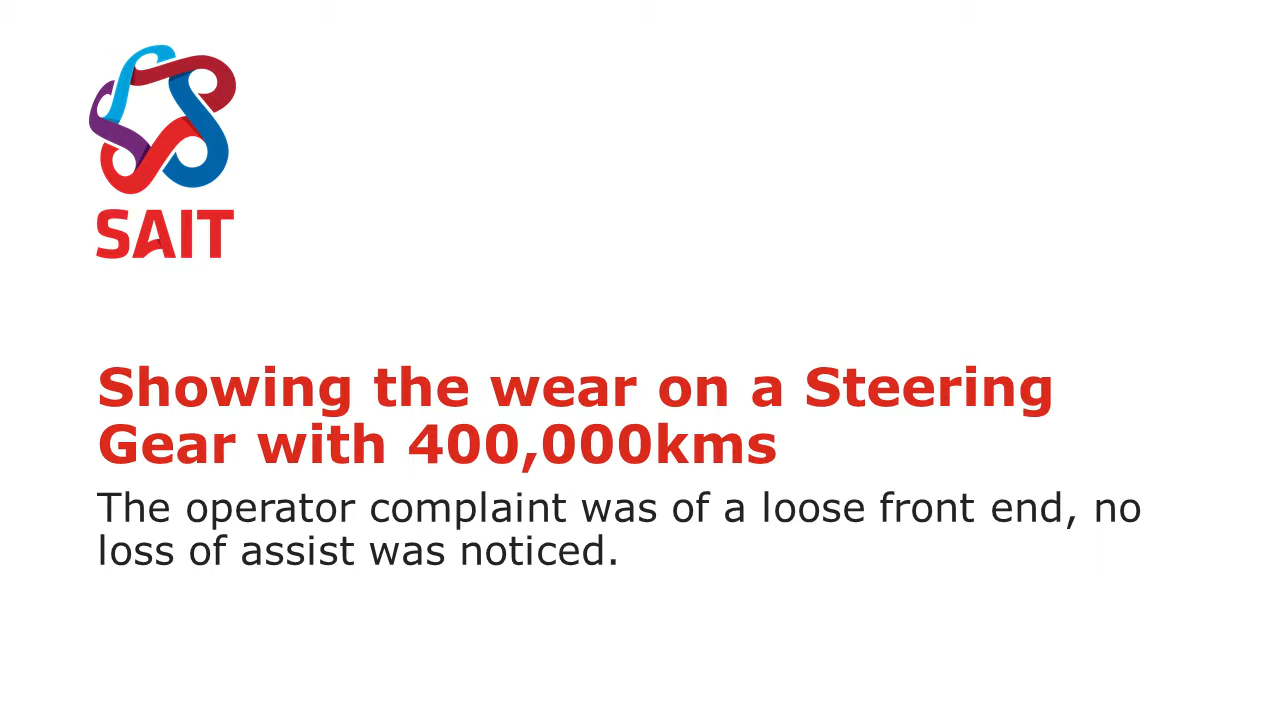 SAIT
Showing the wear on a Steering
Gear with 400,000kms
The operator complaint was of a loose front end, no
loss of assist was noticed.